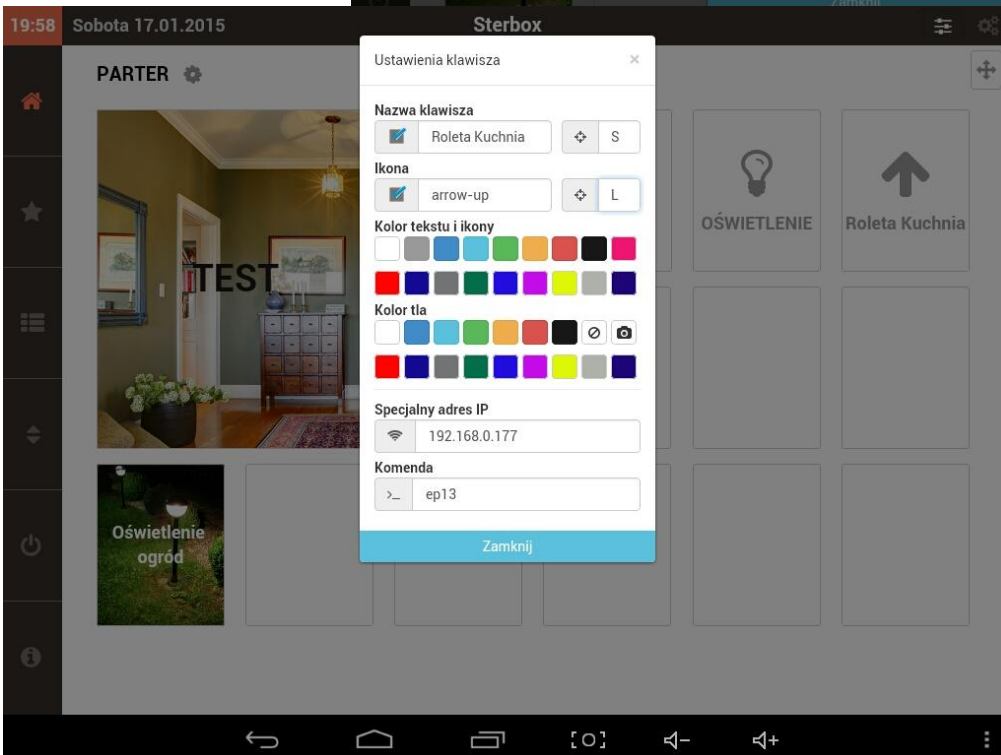 Zamknij
19:58 Sobota 17.01.2015 Sterbox
PARTER
Ustawienia klawisza ×
Nazwa klawisza
Roleta Kuchnia S
Ikona
arrow-up L
Kolor tekstu i ikony
Kolor tla
Specjalny adres IP
192.168.0.177
Komenda
>_ ep13
Zamknij
TEST
OŚWIETLENIE
Roleta Kuchnia
Oświetlenie
ogród